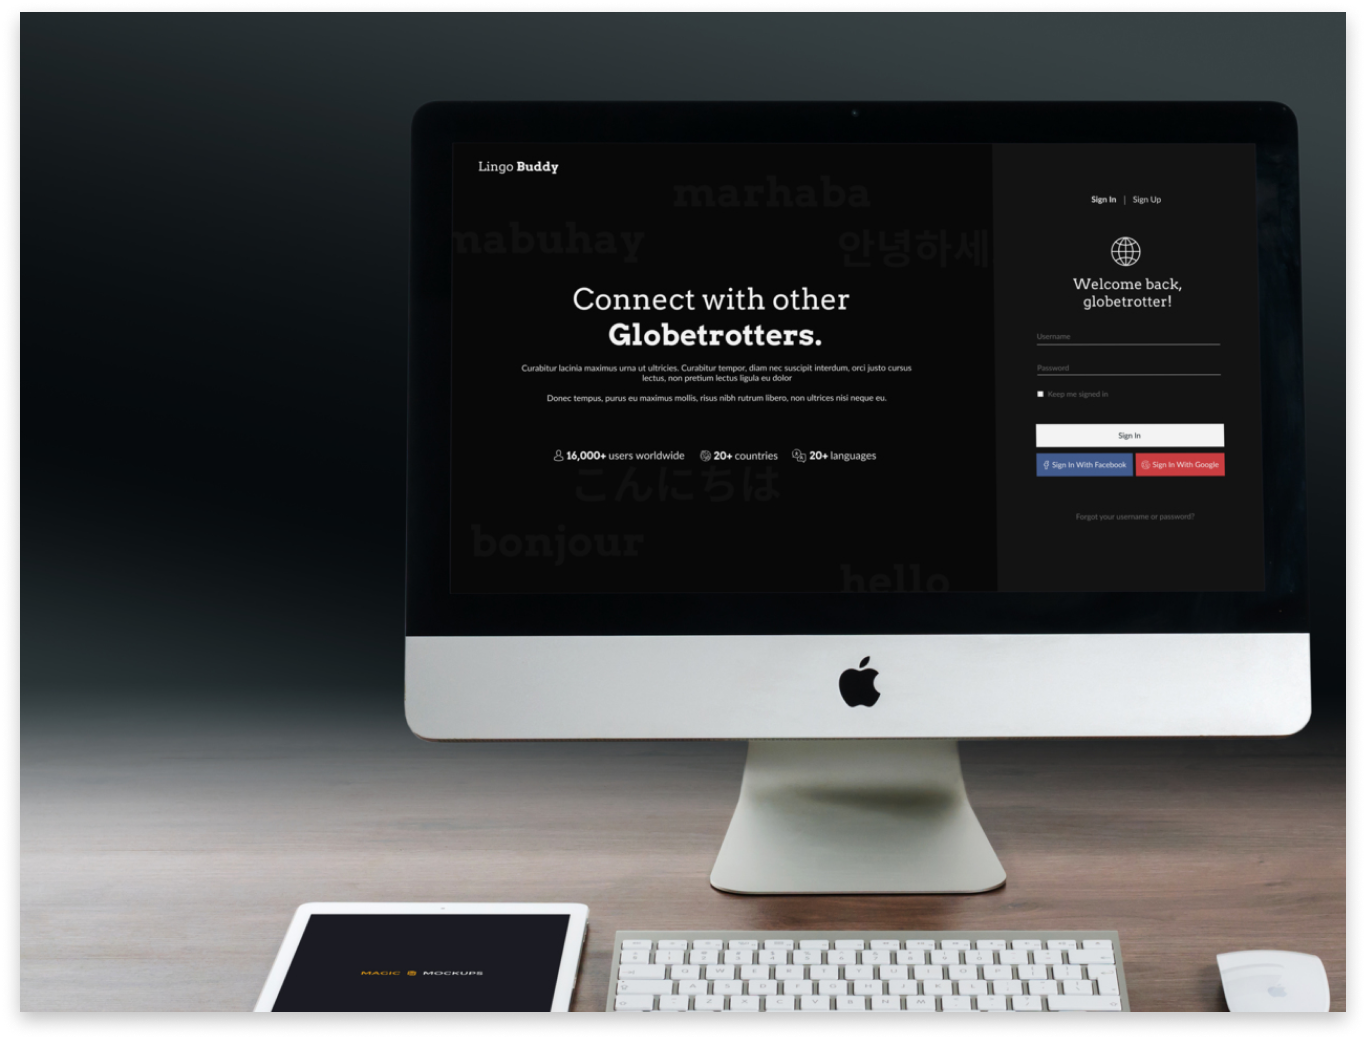 Lingo Buddy
marhaba
mabuhay
안녕하세
Connect with other
Globetrotters.
Curabitur lacinia maximus urna ut ultricies. Curabitur tempor, diam nec suscipit interdum, orci justo cursus
lectus, non pretium lectus ligula eu dolor
Donec tempus, purus eu maximus mollis, risus nibh rutrum libero, non ultrices nisi neque eu.
16,000+ users worldwide 20+ countries 20+ languages
こんにちは
bonjour
hello
Sign In | Sign Up
Welcome back,
globetrotter!
Username
Password
Keep me signed in
Sign In
Sign In With Facebook Sign In With Google
Forgot your username or password?
MAGIC MOCKUPS
Q W E R T Y U I O P
A S D F G H J K L
Z X C V B N M